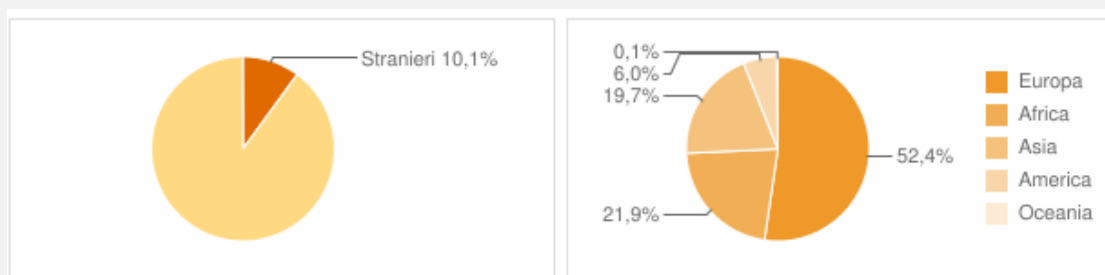 Stranieri 10,1%
0,1%
6,0%
19,7%
21,9%
52,4%
Europa
Africa
Asia
America
Oceania